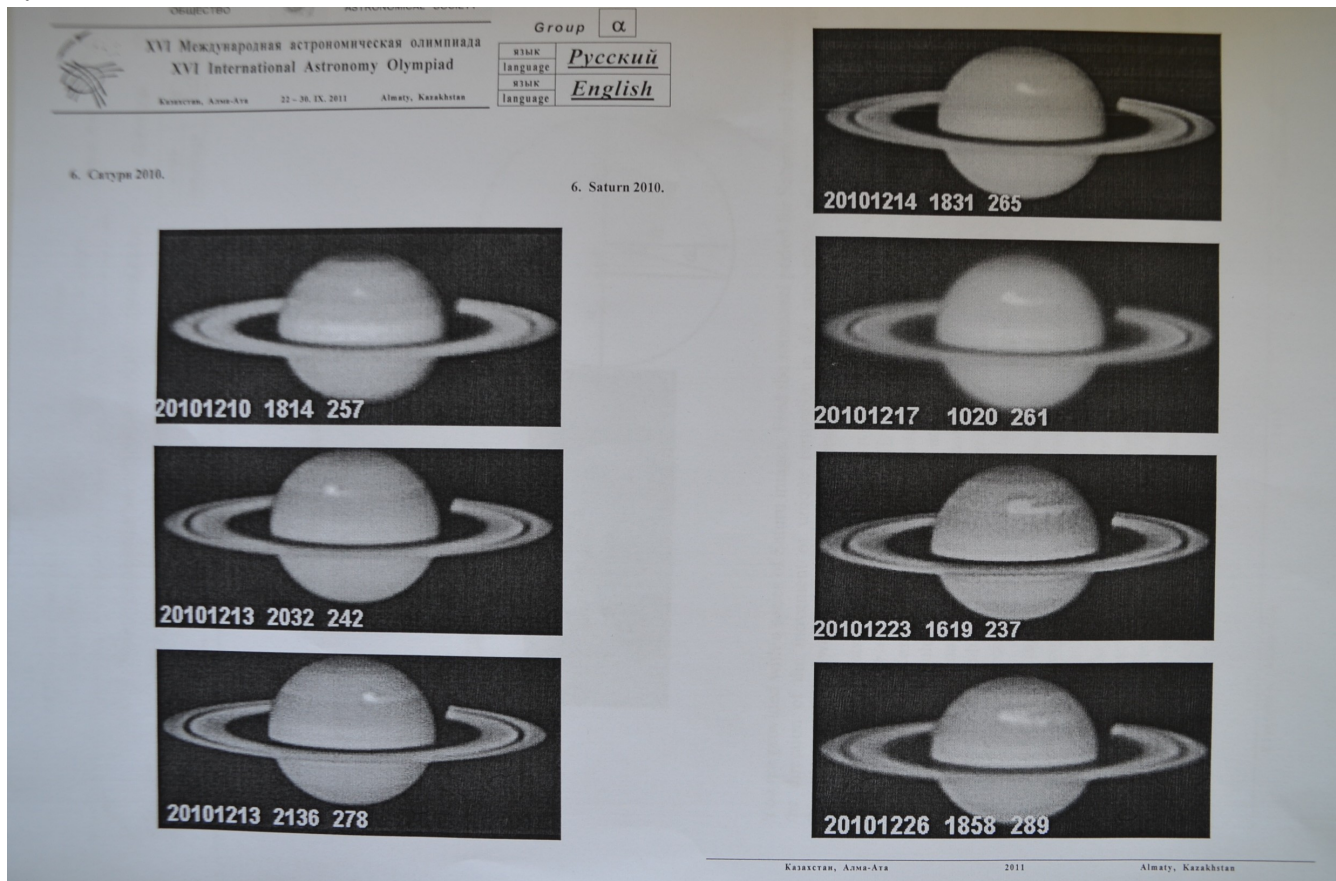 ОБЩЕСТВО
ASTRONOMICAL SOCIETY
Group α
XVI Международная астрономическая олимпиада
XVI International Astronomy Olympiad
Казахстан, Алма-Ата 22 – 30. IX. 2011 Almaty, Kazakhstan
язык
language
Русский
язык
language
English
6. Сатурн 2010.
6. Saturn 2010.
20101210 1814 257
20101213 2032 242
20101213 2136 278
20101214 1831 265
20101217 1020 261
20101223 1619 237
20101226 1858 289
Казахстан, Алма-Ата 2011 Almaty, Kazakhstan